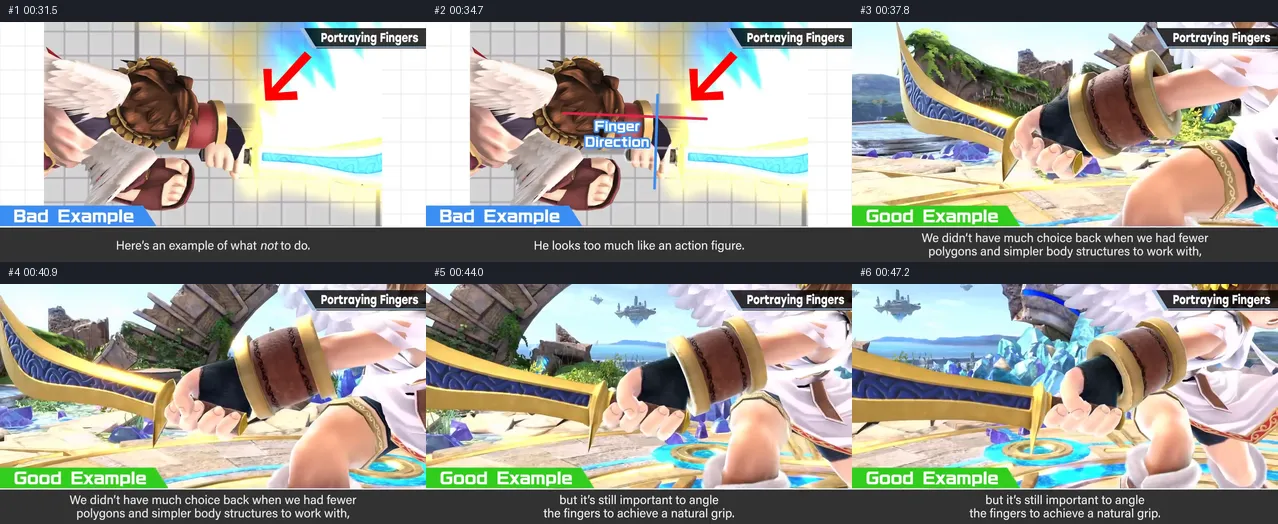 #1 00:31.5
Portraying Fingers
Bad Example
Here's an example of what not to do.
#2 00:34.7
Portraying Fingers
Finger
Direction
Bad Example
He looks too much like an action figure.
#3 00:37.8
Portraying Fingers
Good Example
We didn't have much choice back when we had fewer
polygons and simpler body structures to work with,
#4 00:40.9
Portraying Fingers
Good Example
We didn't have much choice back when we had fewer
polygons and simpler body structures to work with,
#5 00:44.0
Portraying Fingers
Good Example
but it's still important to angle
the fingers to achieve a natural grip.
#6 00:47.2
Portraying Fingers
Good Example
but it's still important to angle
the fingers to achieve a natural grip.